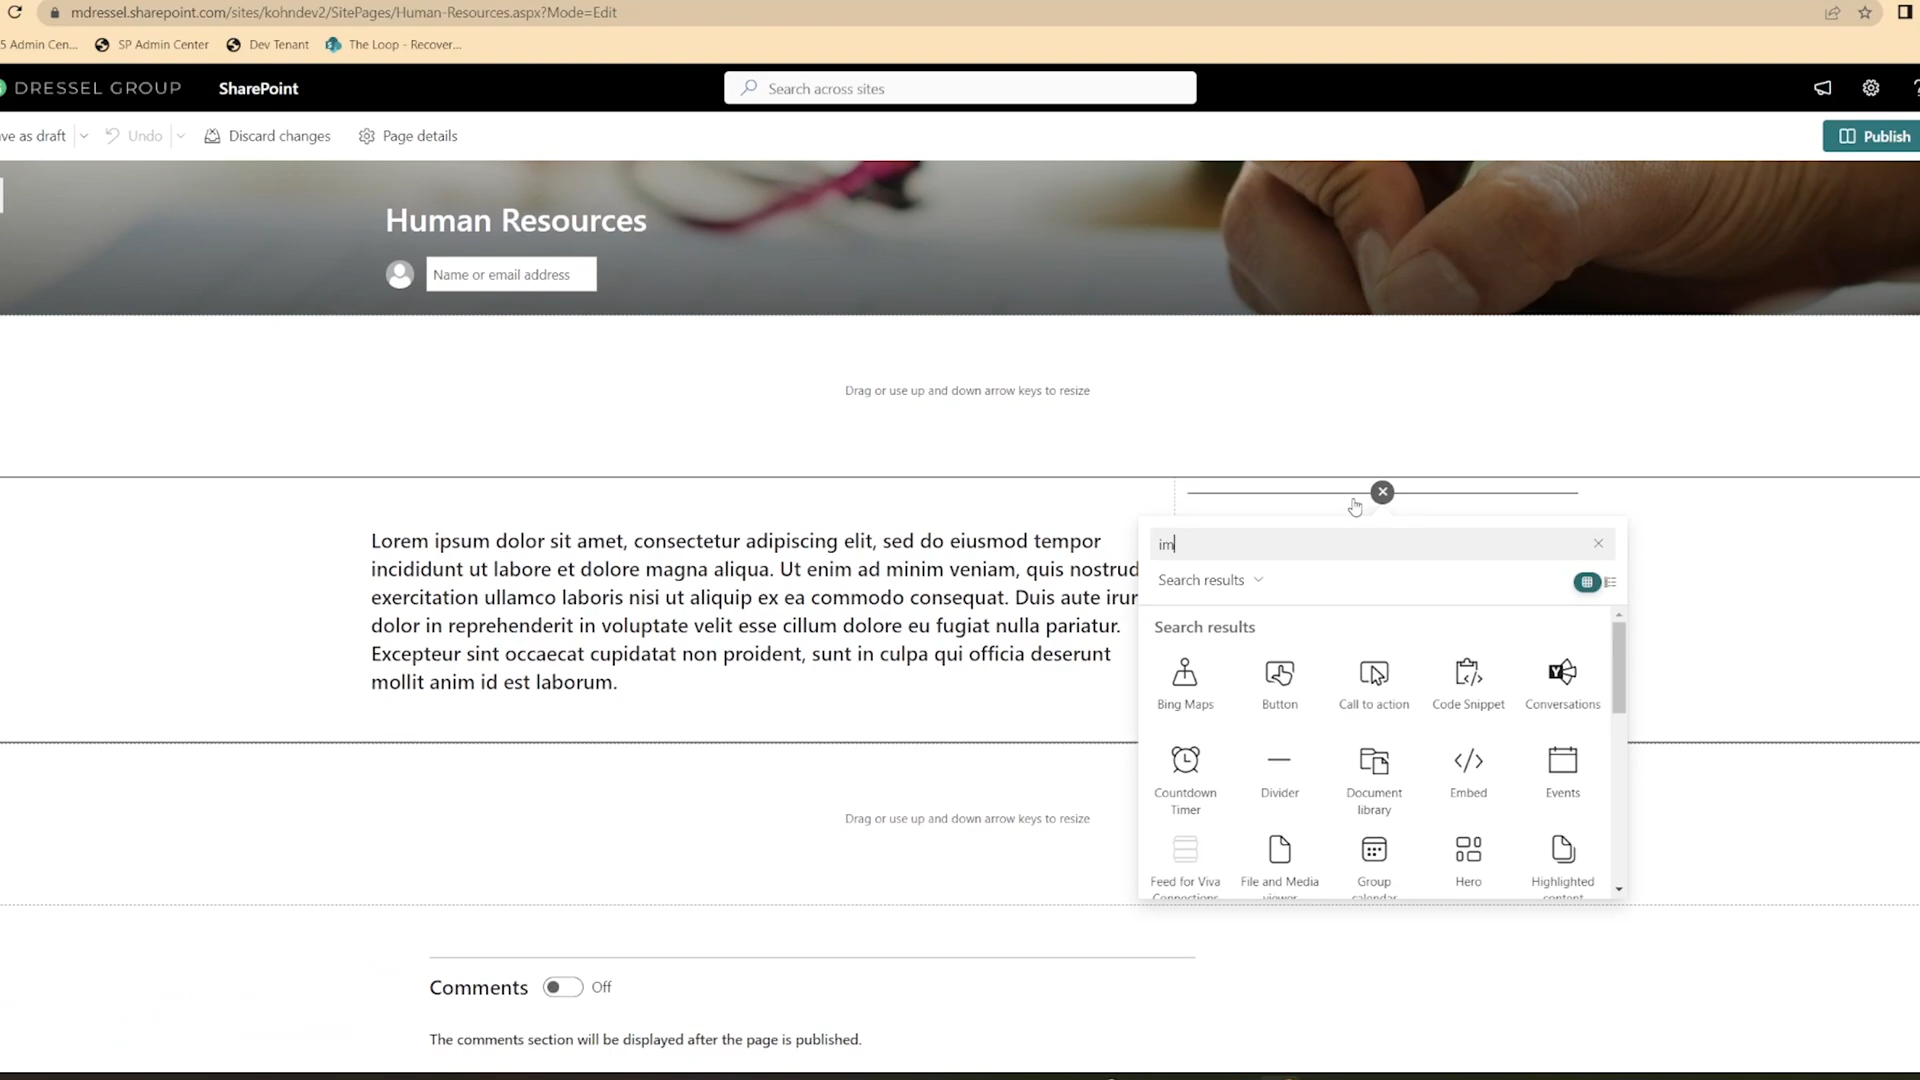 mdressel.sharepoint.com/sites/kohndev2/SitePages/Human-Resources.aspx?Mode=Edit
5 Admin Cen... SP Admin Center Dev Tenant The Loop - Recover...
DRESSEL GROUP SharePoint Search across sites
ve as draft Undo Discard changes Page details Publish
Human Resources
Name or email address
Drag or use up and down arrow keys to resize
Lorem ipsum dolor sit amet, consectetur adipiscing elit, sed do eiusmod tempor
incididunt ut labore et dolore magna aliqua. Ut enim ad minim veniam, quis nostrud
exercitation ullamco laboris nisi ut aliquip ex ea commodo consequat. Duis aute irur
dolor in reprehenderit in voluptate velit esse cillum dolore eu fugiat nulla pariatur.
Excepteur sint occaecat cupidatat non proident, sunt in culpa qui officia deserunt
mollit anim id est laborum.
im
Search results
Search results
Bing Maps Button Call to action Code Snippet Conversations
Countdown Timer Divider Document library Embed Events
Feed for Viva Connections File and Media viewer Group calendar Hero Highlighted content
Drag or use up and down arrow keys to resize
Comments Off
The comments section will be displayed after the page is published.